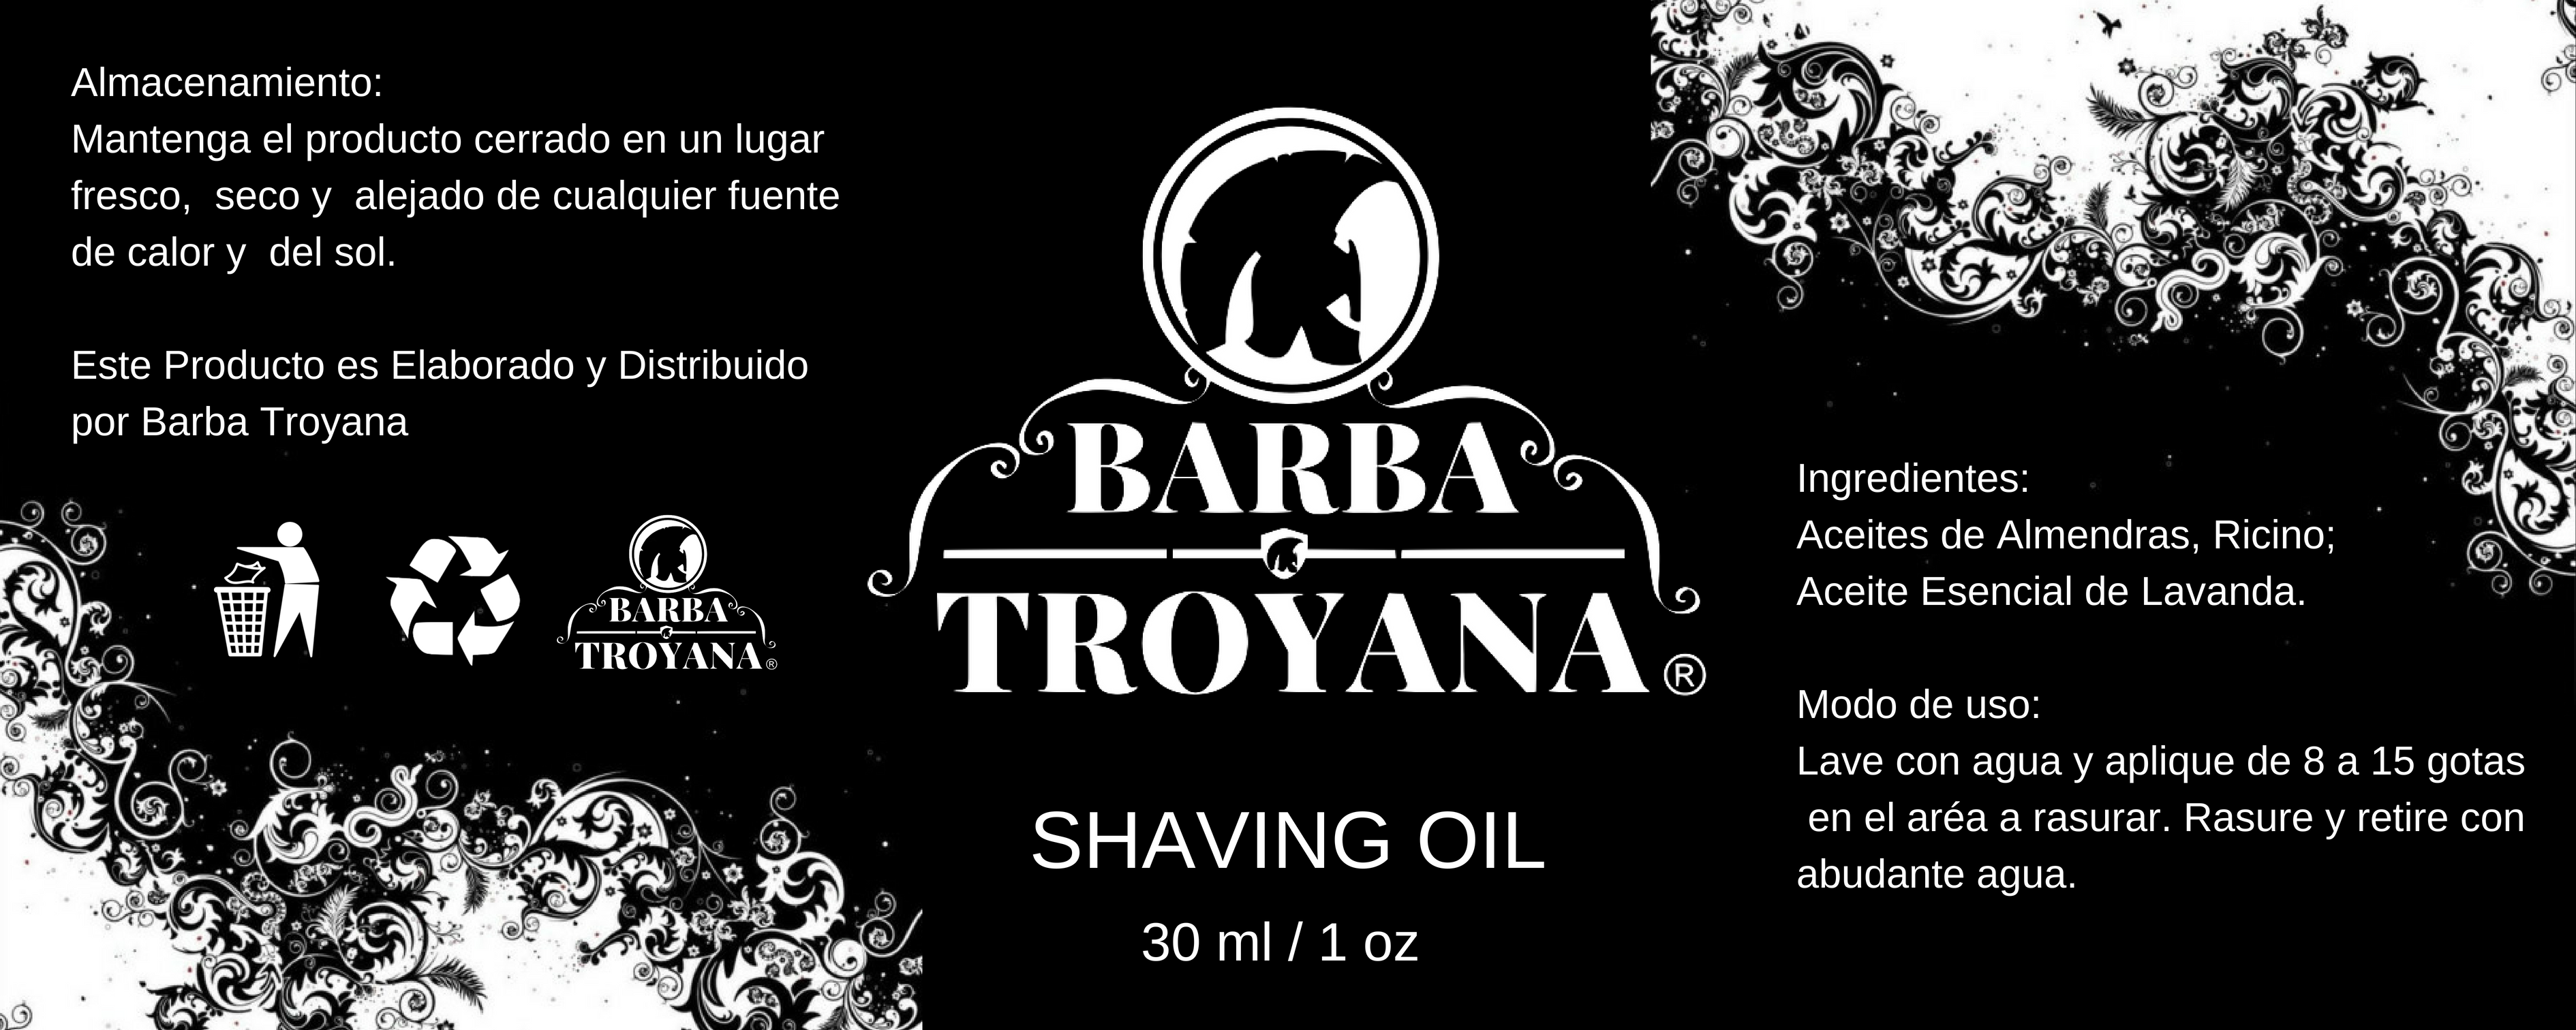 Almacenamiento:
Mantenga el producto cerrado en un lugar
fresco, seco y alejado de cualquier fuente
de calor y del sol.
Este Producto es Elaborado y Distribuido
por Barba Troyana
BARBA
TROYANA®
BARBA
TROYANA®
SHAVING OIL
30 ml / 1 oz
Ingredientes:
Aceites de Almendras, Ricino;
Aceite Esencial de Lavanda.
Modo de uso:
Lave con agua y aplique de 8 a 15 gotas
en el aréa a rasurar. Rasure y retire con
abudante agua.